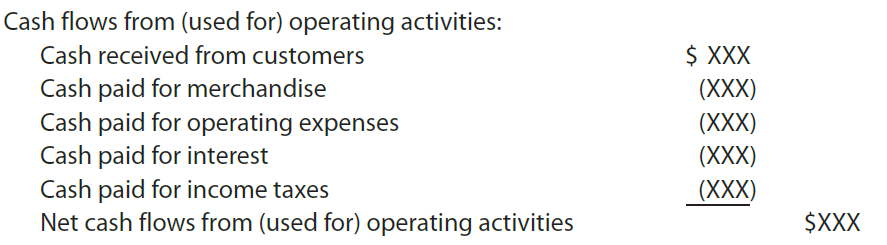 Cash flows from (used for) operating activities:
Cash received from customers $ XXX
Cash paid for merchandise (XXX)
Cash paid for operating expenses (XXX)
Cash paid for interest (XXX)
Cash paid for income taxes (XXX)
Net cash flows from (used for) operating activities $XXX